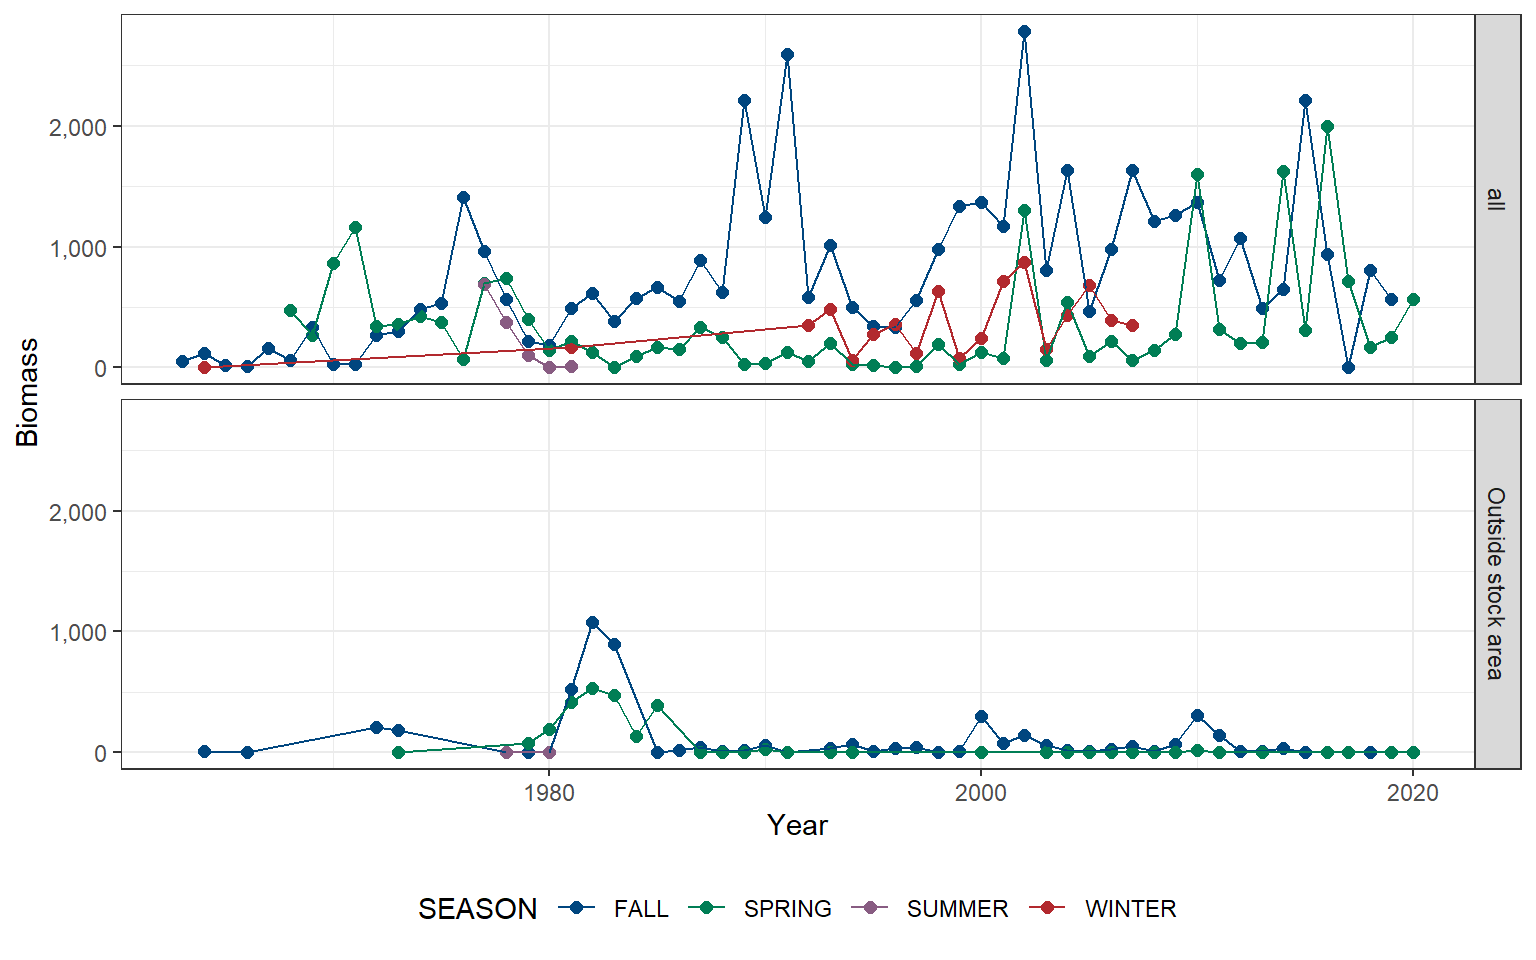 2,000
1,000
0
all
Biomass
2,000
1,000
0
Outside stock area
1980
2000
2020
Year
SEASON FALL SPRING SUMMER WINTER